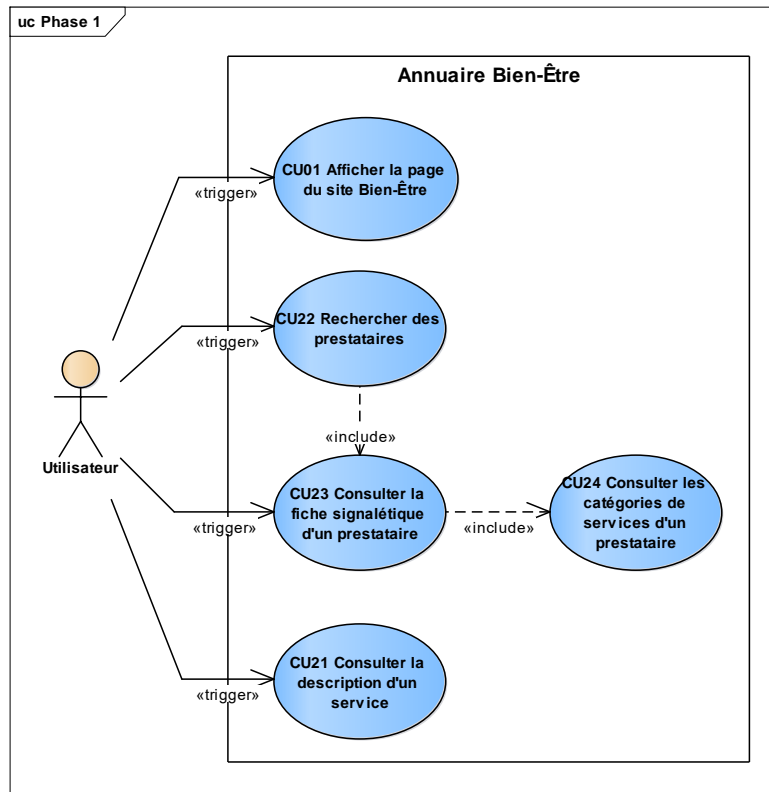 uc Phase 1
Annuaire Bien-Être
CU01 Afficher la page
du site Bien-Être
«trigger»
CU22 Rechercher des
prestataires
«trigger»
«include»
Utilisateur
CU23 Consulter la
fiche signalétique
d'un prestataire
«trigger»
«include»
CU24 Consulter les
catégories de
services d'un
prestataire
CU21 Consulter la
description d'un
service
«trigger»